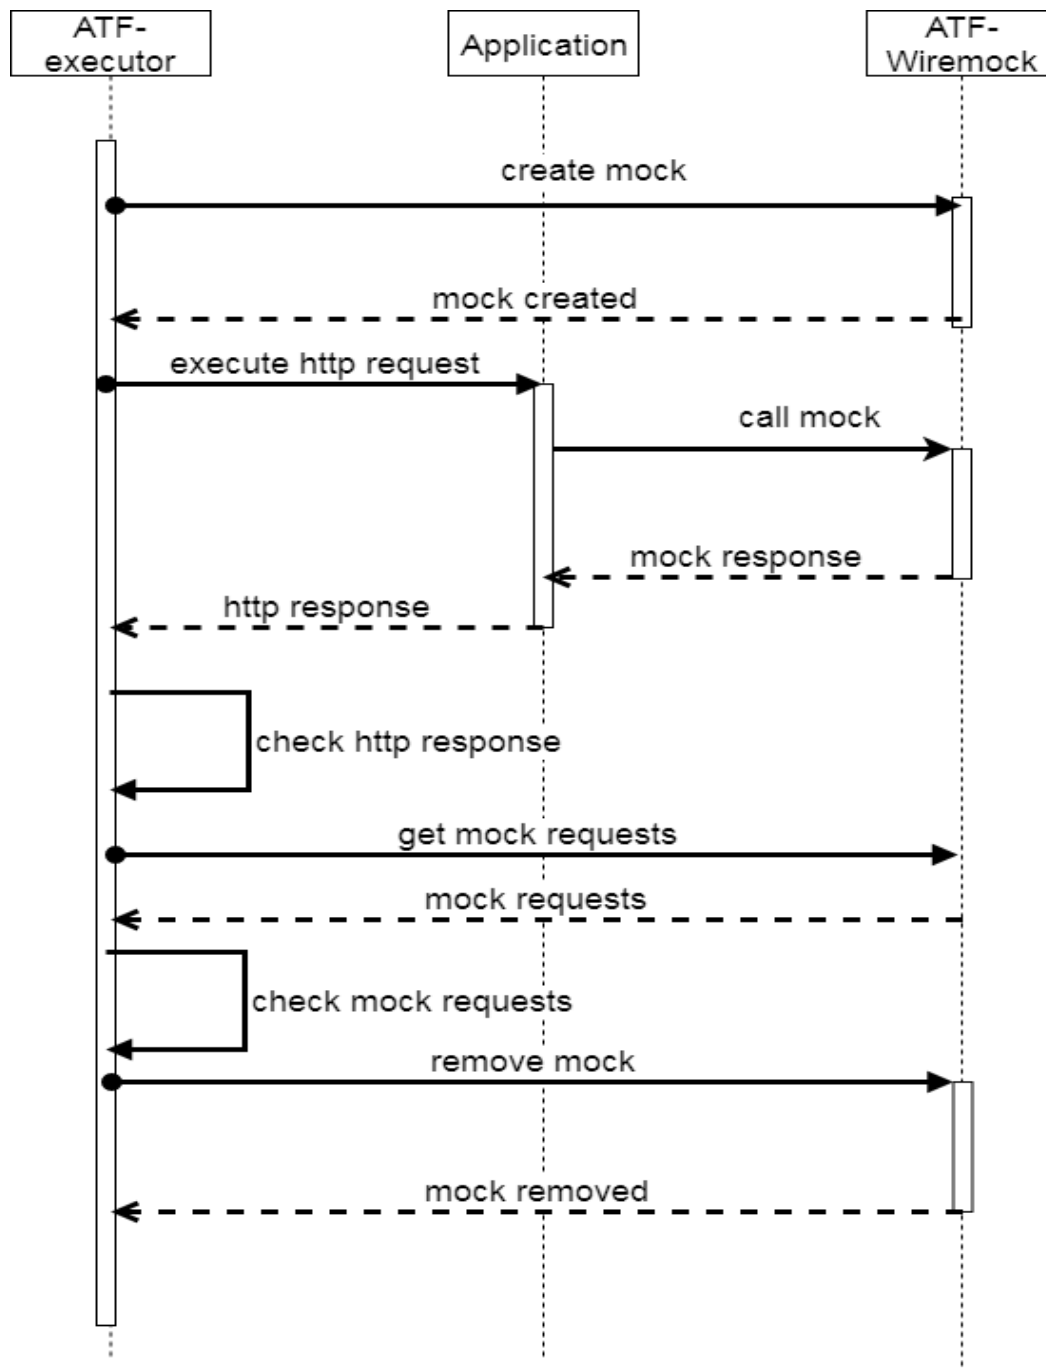 ATF-
executor
Application
ATF-
Wiremock
create mock
mock created
execute http request
call mock
mock response
http response
check http response
get mock requests
mock requests
check mock requests
remove mock
mock removed